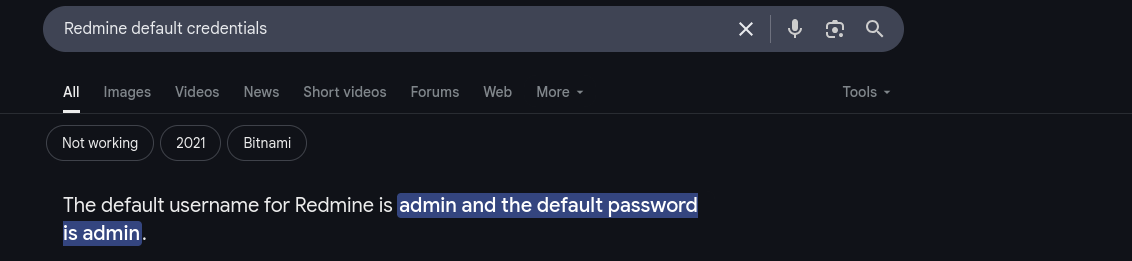 Redmine default credentials
All Images Videos News Short videos Forums Web More Tools
Not working 2021 Bitnami
The default username for Redmine is admin and the default password
is admin.